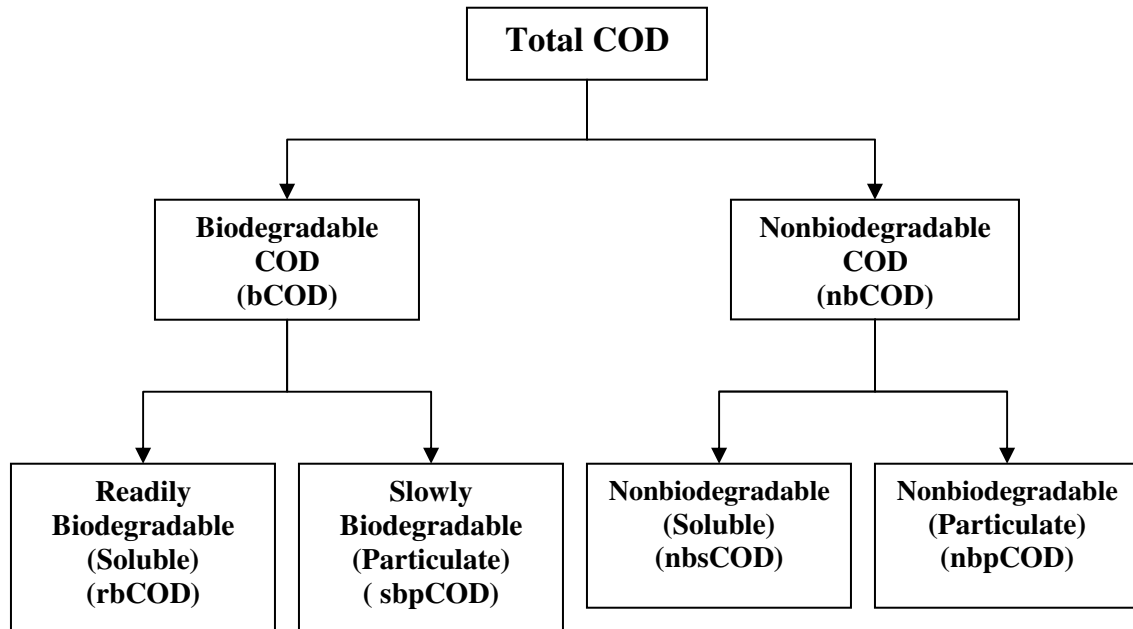 Total COD
Biodegradable
COD
(bCOD)
Nonbiodegradable
COD
(nbCOD)
Readily
Biodegradable
(Soluble)
(rbCOD)
Slowly
Biodegradable
(Particulate)
( sbpCOD)
Nonbiodegradable
(Soluble)
(nbsCOD)
Nonbiodegradable
(Particulate)
(nbpCOD)